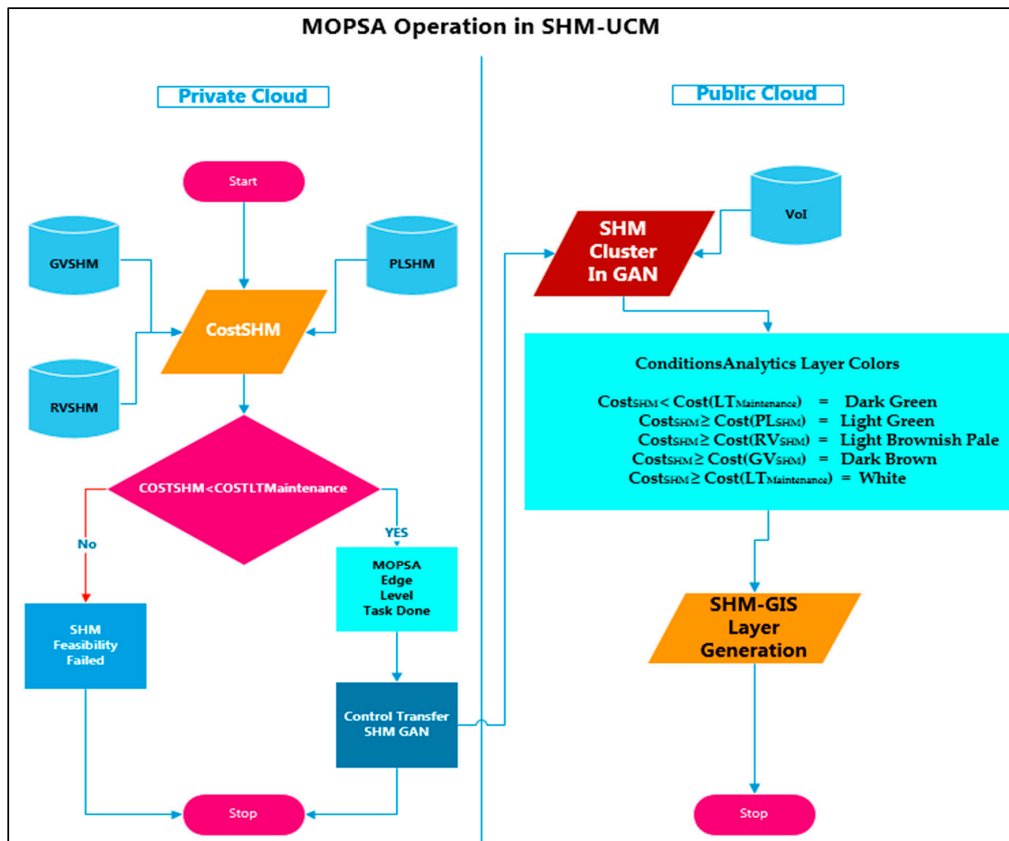 MOPSA Operation in SHM-UCM
Private Cloud
Start
GVSHM
PLSHM
CostSHM
RVSHM
COSTSHM<COSTLTMaintenance
No
YES
SHM
Feasibility
Failed
MOPSA
Edge
Level
Task Done
Control Transfer
SHM GAN
Stop
Public Cloud
VoI
SHM
Cluster
In GAN
ConditionsAnalytics Layer Colors
CostSHM < Cost(LTMaintenance) = Dark Green
CostSHM ≥ Cost(PLSHM) = Light Green
CostSHM ≥ Cost(RVSHM) = Light Brownish Pale
CostSHM ≥ Cost(GVSHM) = Dark Brown
CostSHM ≥ Cost(LTMaintenance) = White
SHM-GIS
Layer
Generation
Stop